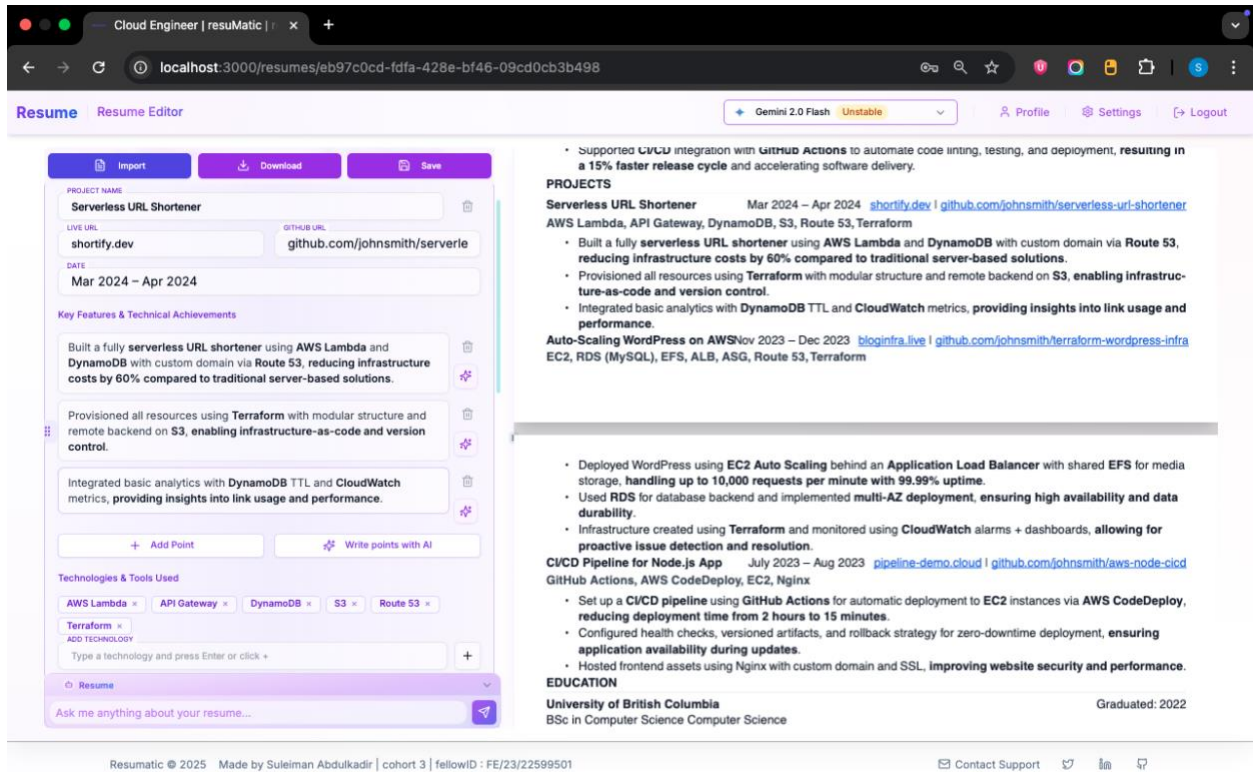 Cloud Engineer | resuMatic |
localhost:3000/resumes/eb97c0cd-fdfa-428e-bf46-09cd0cb3b498
S
Resume Resume Editor
Gemini 2.0 Flash Unstable
Profile Settings Logout
Import Download Save
PROJECT NAME
Serverless URL Shortener
LIVE URL
shortify.dev
GITHUB URL
github.com/johnsmith/serverle
DATE
Mar 2024 – Apr 2024
Key Features & Technical Achievements
Built a fully serverless URL shortener using AWS Lambda and
DynamoDB with custom domain via Route 53, reducing infrastructure
costs by 60% compared to traditional server-based solutions.
Provisioned all resources using Terraform with modular structure and
remote backend on S3, enabling infrastructure-as-code and version
control.
Integrated basic analytics with DynamoDB TTL and CloudWatch
metrics, providing insights into link usage and performance.
+ Add Point
Write points with AI
Technologies & Tools Used
AWS Lambda × API Gateway × DynamoDB × S3 × Route 53 ×
Terraform ×
ADD TECHNOLOGY
Type a technology and press Enter or click +
+
Resume
Ask me anything about your resume...
• Supported CI/CD integration with GitHub Actions to automate code linting, testing, and deployment, resulting in
a 15% faster release cycle and accelerating software delivery.
PROJECTS
Serverless URL Shortener Mar 2024 – Apr 2024 shortify.dev | github.com/johnsmith/serverless-url-shortener
AWS Lambda, API Gateway, DynamoDB, S3, Route 53, Terraform
• Built a fully serverless URL shortener using AWS Lambda and DynamoDB with custom domain via Route 53,
reducing infrastructure costs by 60% compared to traditional server-based solutions.
• Provisioned all resources using Terraform with modular structure and remote backend on S3, enabling infrastruc-
ture-as-code and version control.
• Integrated basic analytics with DynamoDB TTL and CloudWatch metrics, providing insights into link usage and
performance.
Auto-Scaling WordPress on AWSNov 2023 – Dec 2023 bloginfra.live | github.com/johnsmith/terraform-wordpress-infra
EC2, RDS (MySQL), EFS, ALB, ASG, Route 53, Terraform
• Deployed WordPress using EC2 Auto Scaling behind an Application Load Balancer with shared EFS for media
storage, handling up to 10,000 requests per minute with 99.99% uptime.
• Used RDS for database backend and implemented multi-AZ deployment, ensuring high availability and data
durability.
• Infrastructure created using Terraform and monitored using CloudWatch alarms + dashboards, allowing for
proactive issue detection and resolution.
CI/CD Pipeline for Node.js App July 2023 – Aug 2023 pipeline-demo.cloud | github.com/johnsmith/aws-node-cicd
GitHub Actions, AWS CodeDeploy, EC2, Nginx
• Set up a CI/CD pipeline using GitHub Actions for automatic deployment to EC2 instances via AWS CodeDeploy,
reducing deployment time from 2 hours to 15 minutes.
• Configured health checks, versioned artifacts, and rollback strategy for zero-downtime deployment, ensuring
application availability during updates.
• Hosted frontend assets using Nginx with custom domain and SSL, improving website security and performance.
EDUCATION
University of British Columbia Graduated: 2022
BSc in Computer Science Computer Science
Resumatic © 2025 Made by Suleiman Abdulkadir | cohort 3 | fellowID : FE/23/22599501
Contact Support